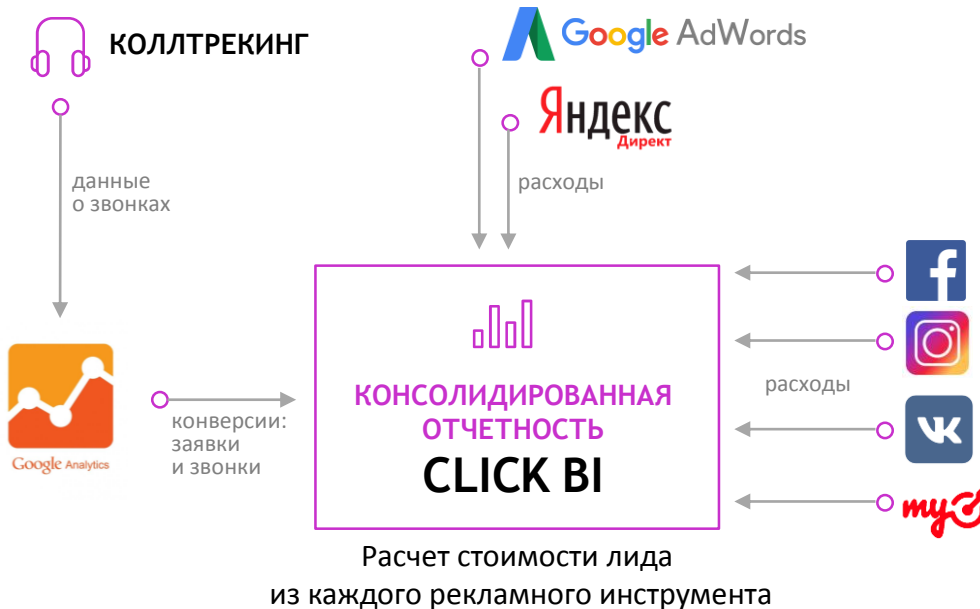 КОЛЛТРЕКИНГ
Google AdWords
Яндекс
Директ
данные
о звонках
расходы
Google Analytics
конверсии:
заявки
и звонки
КОНСОЛИДИРОВАННАЯ
ОТЧЕТНОСТЬ
CLICK BI
расходы
my
Расчет стоимости лида
из каждого рекламного инструмента